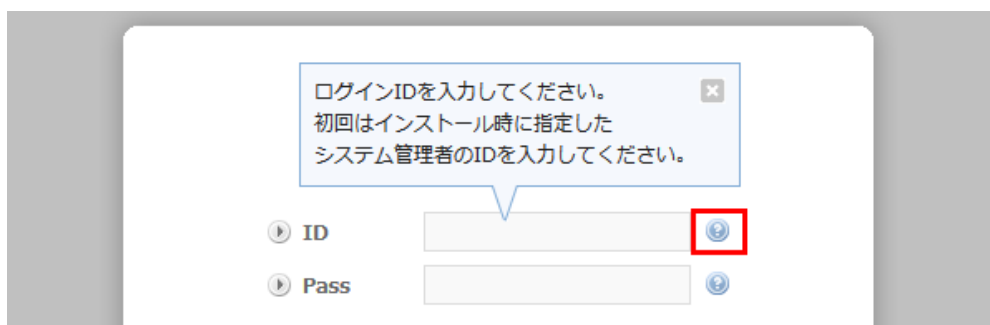 ログインIDを入力してください。
初回はインストール時に指定した
システム管理者のIDを入力してください。
ID
Pass